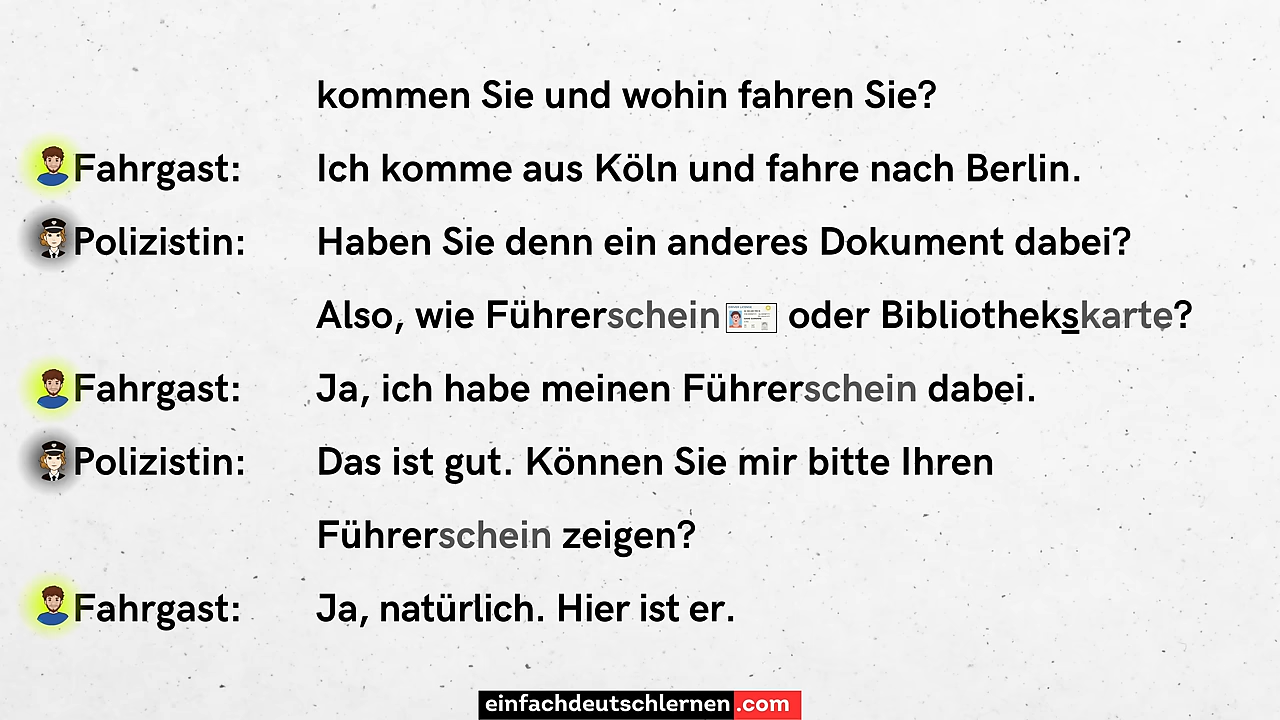 kommen Sie und wohin fahren Sie?
Fahrgast: Ich komme aus Köln und fahre nach Berlin.
Polizistin: Haben Sie denn ein anderes Dokument dabei?
Also, wie Führerschein oder Bibliothekskarte?
Fahrgast: Ja, ich habe meinen Führerschein dabei.
Polizistin: Das ist gut. Können Sie mir bitte Ihren
Führerschein zeigen?
Fahrgast: Ja, natürlich. Hier ist er.
einfachdeutschlernen.com